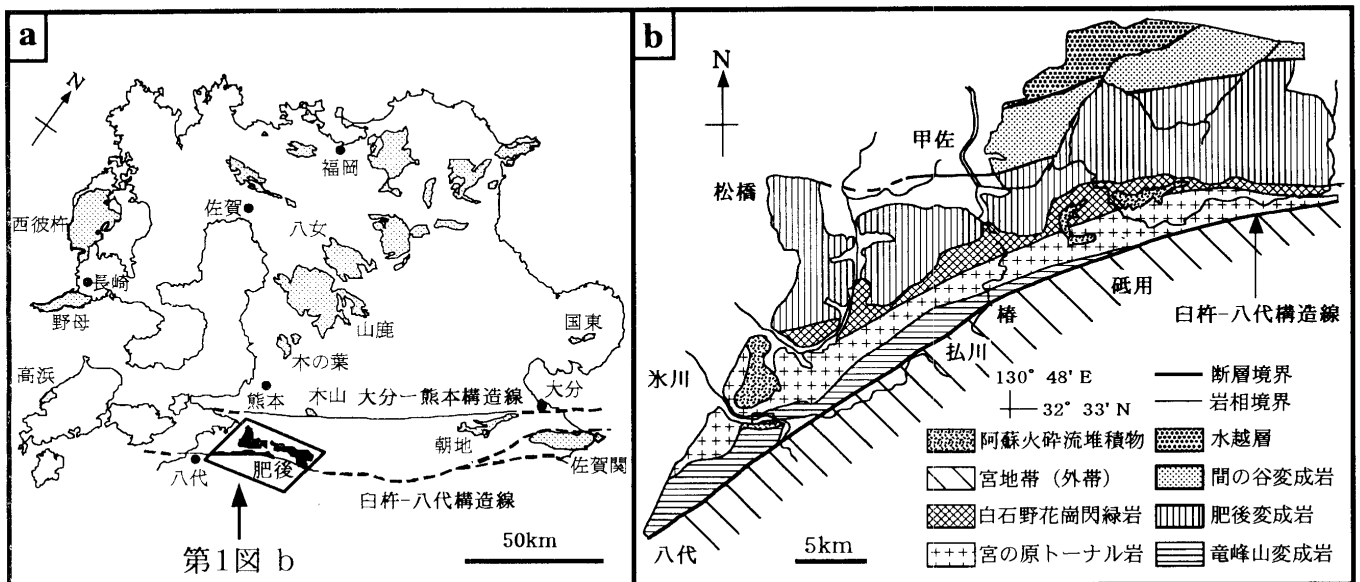 a
N
福岡
佐賀
西彼杵
八女
長崎
野母
山鹿
国東
木の葉
高浜
熊本
木山
大分ー熊本構造線
大分
朝地
八代
肥後
佐賀関
臼杵-八代構造線
第1図 b
50km
b
N
甲佐
松橋
砥用
臼杵-八代構造線
椿
払川
氷川
130° 48' E
32° 33' N
断層境界
岩相境界
阿蘇火砕流堆積物
水越層
宮地帯（外帯）
間の谷変成岩
白石野花崗閃緑岩
肥後変成岩
宮の原トーナル岩
竜峰山変成岩
八代
5km